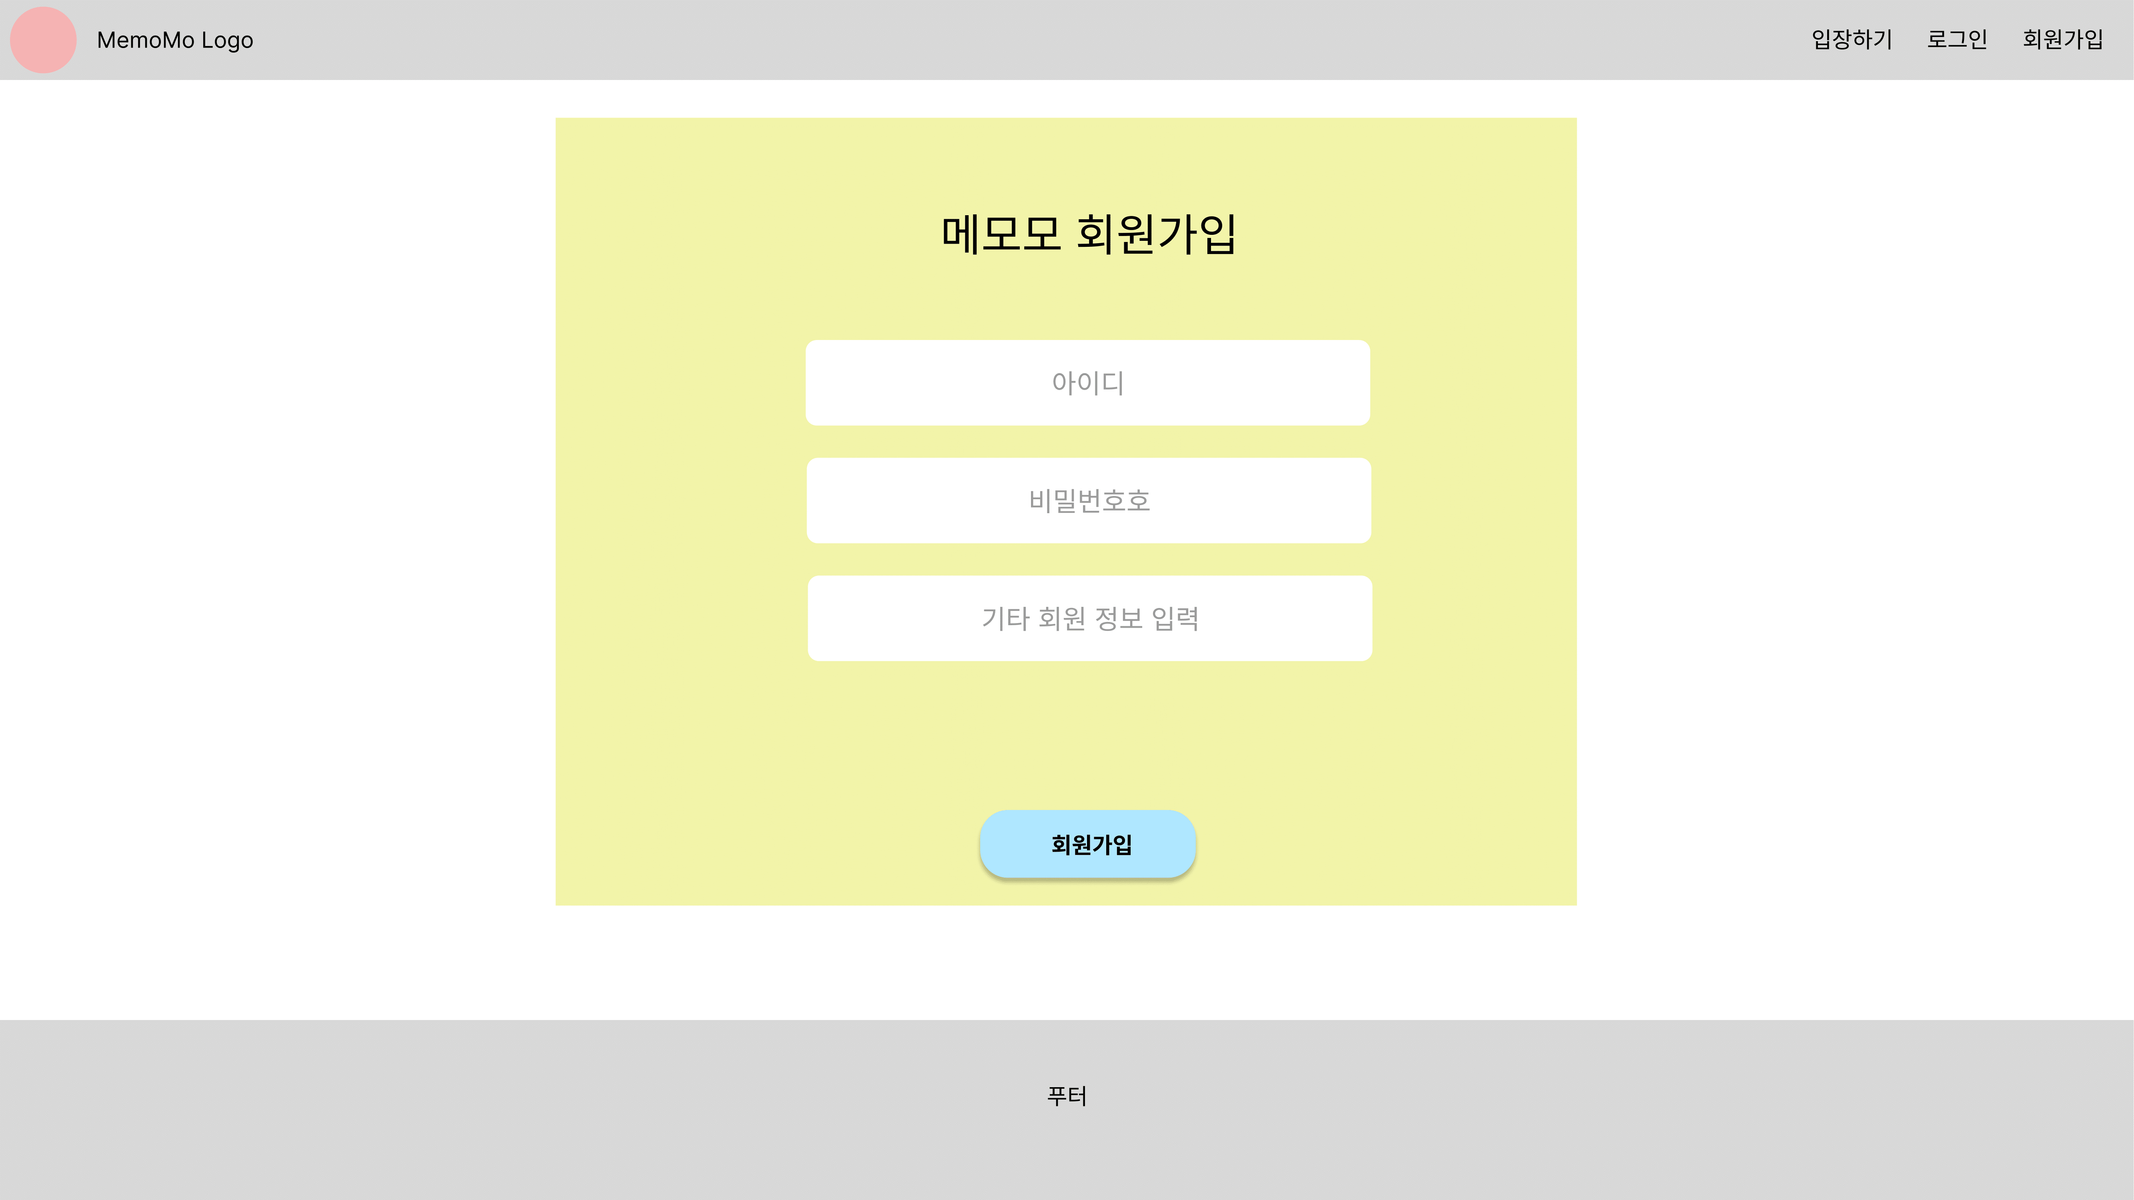 MemoMo Logo
입장하기 로그인 회원가입
메모모 회원가입
아이디
비밀번호호
기타 회원 정보 입력
회원가입
푸터